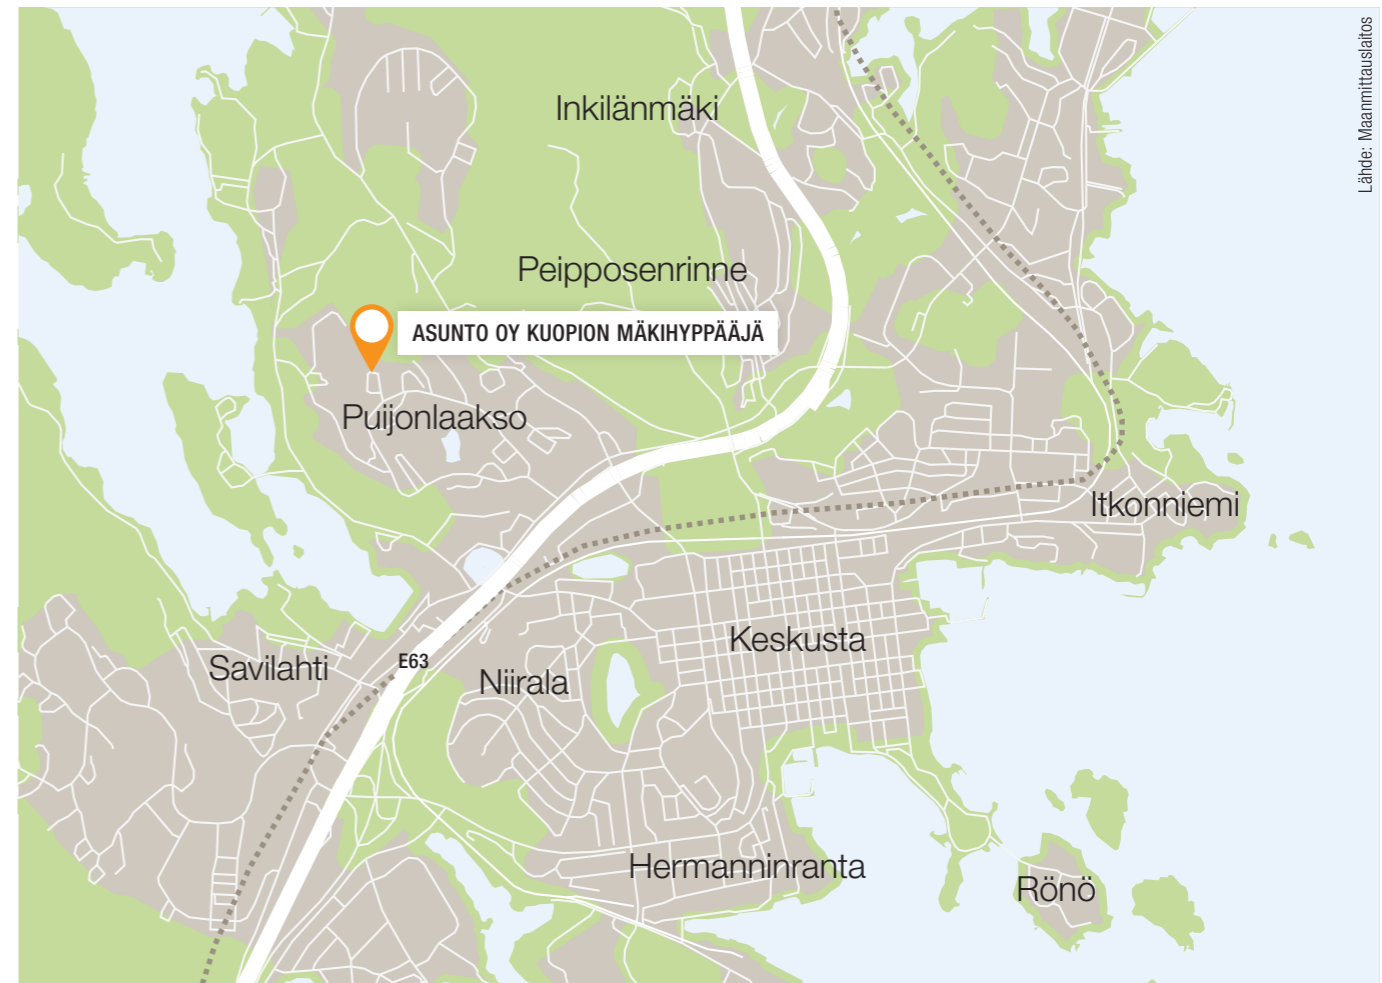 Lähde: Maanmittauslaitos
Inkilänmäki
Peipposenrinne
ASUNTO OY KUOPION MÄKIHYPPÄÄJÄ
Puijonlaakso
Itkonniemi
Keskusta
E63
Savilahti
Niirala
Hermanninranta
Rönö